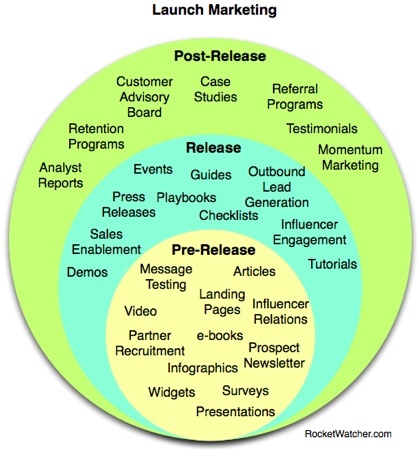 Launch Marketing
Post-Release
Customer
Advisory
Board
Case
Studies
Referral
Programs
Retention
Programs
Testimonials
Analyst
Reports
Momentum
Marketing
Release
Events
Guides
Outbound
Lead
Generation
Press
Releases
Playbooks
Checklists
Sales
Enablement
Influencer
Engagement
Demos
Tutorials
Pre-Release
Message
Testing
Articles
Landing
Pages
Video
Influencer
Relations
Partner
Recruitment
e-books
Prospect
Newsletter
Infographics
Widgets
Surveys
Presentations
RocketWatcher.com